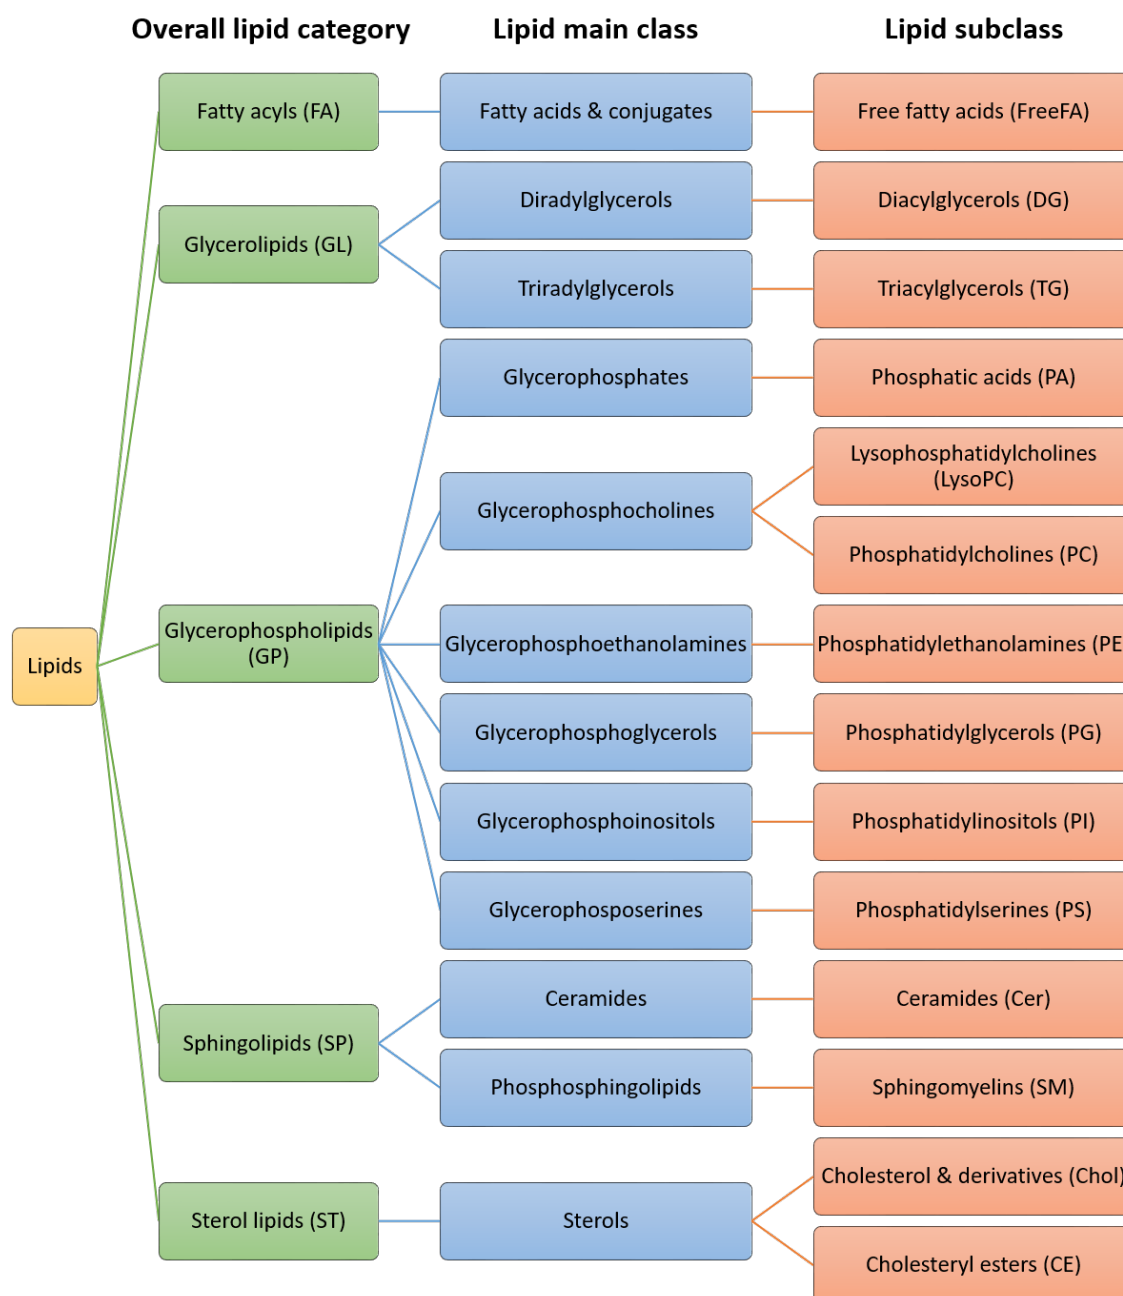 Overall lipid category
Lipid main class
Lipid subclass
Fatty acyls (FA)
Fatty acids & conjugates
Free fatty acids (FreeFA)
Diradylglycerols
Diacylglycerols (DG)
Glycerolipids (GL)
Triradylglycerols
Triacylglycerols (TG)
Glycerophosphates
Phosphatic acids (PA)
Lysophosphatidylcholines
(LysoPC)
Glycerophosphocholines
Phosphatidylcholines (PC)
Lipids
Glycerophospholipids
(GP)
Glycerophosphoethanolamines
Phosphatidylethanolamines (PE
Glycerophosphoglycerols
Phosphatidylglycerols (PG)
Glycerophosphoinositols
Phosphatidylinositols (PI)
Glycerophosposerines
Phosphatidylserines (PS)
Ceramides
Ceramides (Cer)
Sphingolipids (SP)
Phosphosphingolipids
Sphingomyelins (SM)
Cholesterol & derivatives (Chol)
Sterol lipids (ST)
Sterols
Cholesteryl esters (CE)